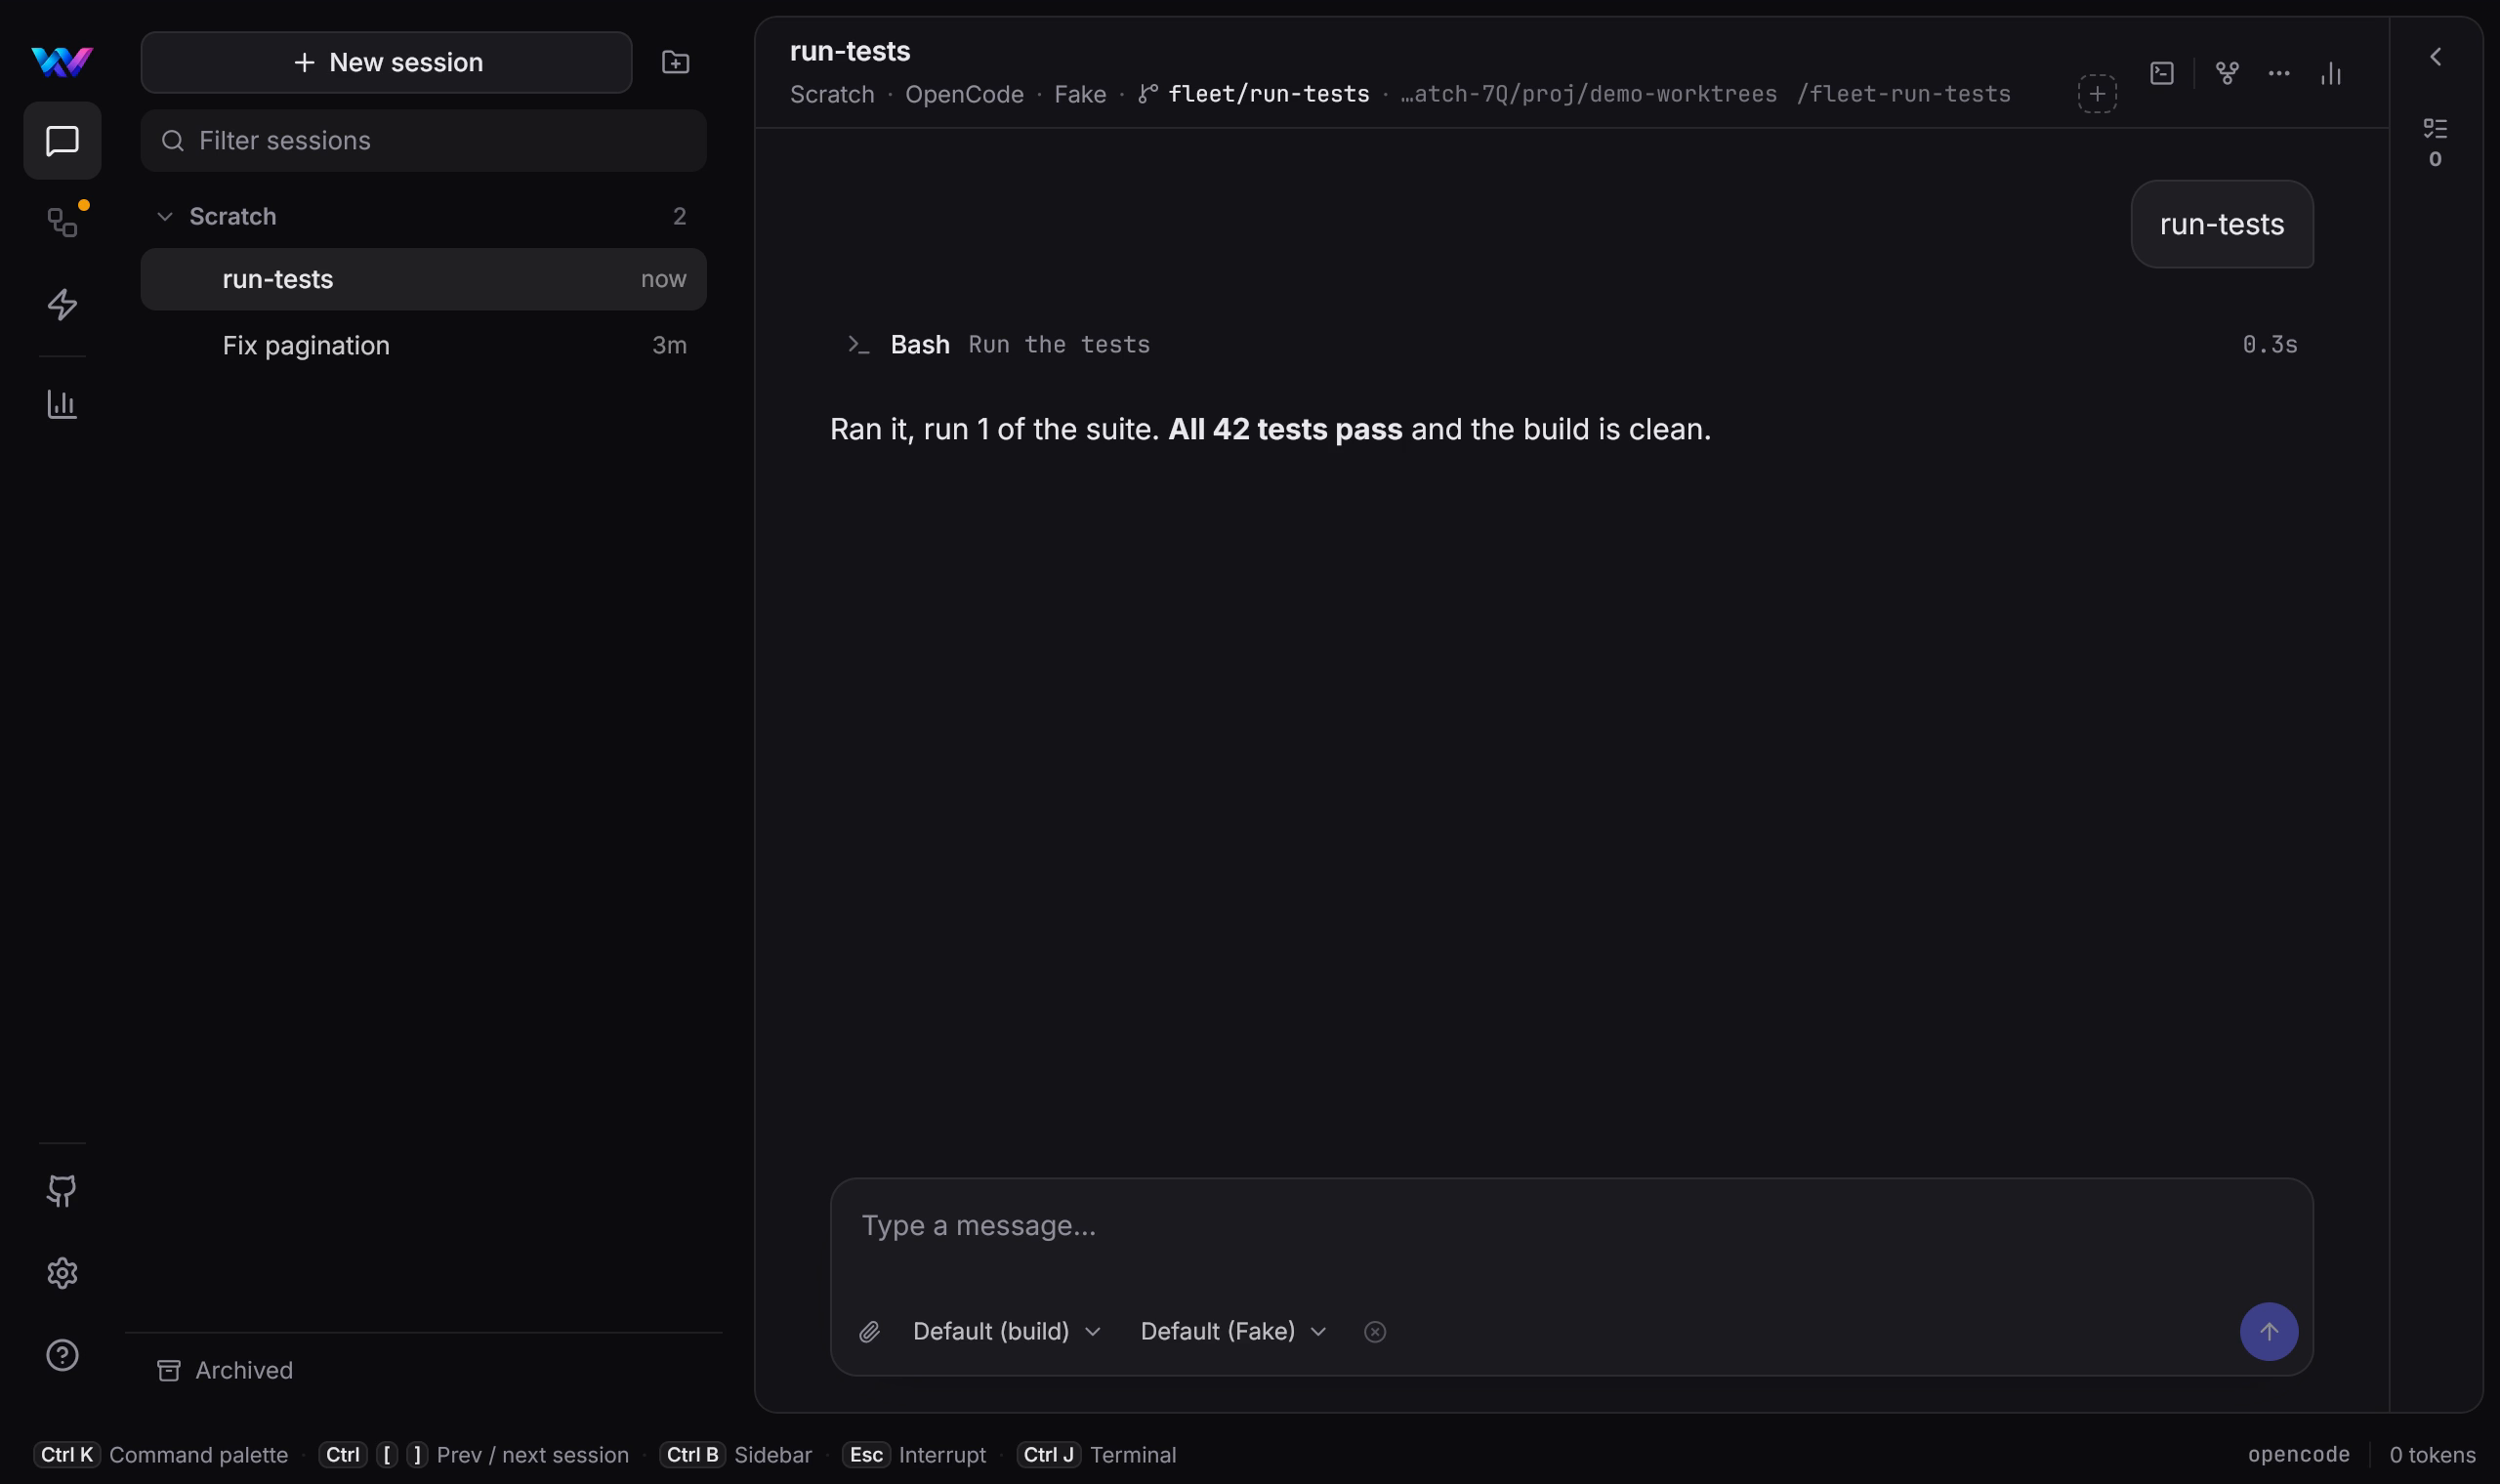 New session
Filter sessions
Scratch 2
run-tests now
Fix pagination 3m
Archived
run-tests
Scratch · OpenCode · Fake · fleet/run-tests · …atch-7Q/proj/demo-worktrees /fleet-run-tests
0
run-tests
Bash Run the tests 0.3s
Ran it, run 1 of the suite. All 42 tests pass and the build is clean.
Type a message...
Default (build) Default (Fake)
Ctrl K Command palette · Ctrl [ ] Prev / next session · Ctrl B Sidebar · Esc Interrupt · Ctrl J Terminal
opencode 0 tokens